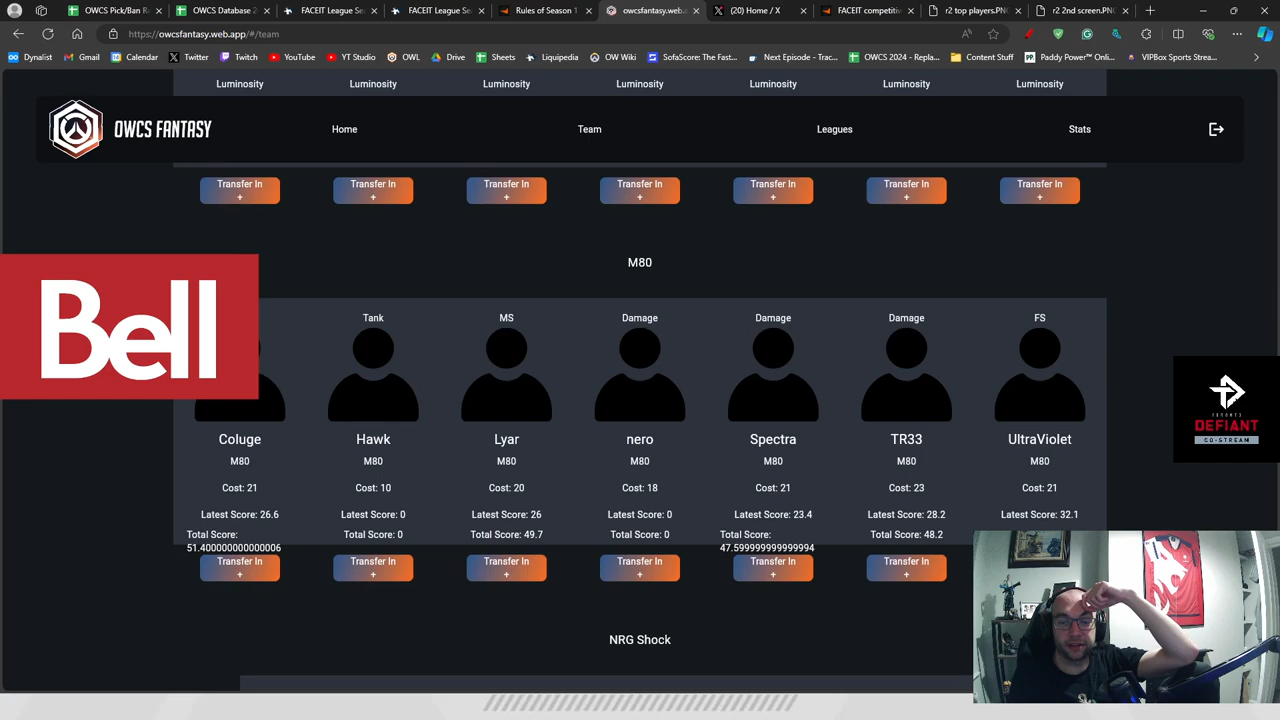 OWCS Pick/Ban R
OWCS Database 2
FACEIT League Se
FACEIT League Se
Rules of Season 1
owcsfantasy.web.
(20) Home / X
FACEIT competitiv
r2 top players.PNG
r2 2nd screen.PNG
https://owcsfantasy.web.app/#/team
Dynalist
Gmail
Calendar
Twitter
Twitch
YouTube
YT Studio
OWL
Drive
Sheets
Liquipedia
OW Wiki
SofaScore: The Fast...
Next Episode - Trac...
OWCS 2024 - Repla...
Content Stuff
Paddy Power™ Onli...
VIPBox Sports Strea...
Luminosity Luminosity Luminosity Luminosity Luminosity Luminosity Luminosity
OWCS FANTASY
Home
Team
Leagues
Stats
Transfer In Transfer In Transfer In Transfer In Transfer In Transfer In Transfer In
+ + + + + + +
M80
Bell
Tank MS Damage Damage Damage FS
Coluge Hawk Lyar nero Spectra TR33 UltraViolet
M80 M80 M80 M80 M80 M80 M80
Cost: 21 Cost: 10 Cost: 20 Cost: 18 Cost: 21 Cost: 23 Cost: 21
Latest Score: 26.6 Latest Score: 0 Latest Score: 26 Latest Score: 0 Latest Score: 23.4 Latest Score: 28.2 Latest Score: 32.1
Total Score: Total Score: 0 Total Score: 49.7 Total Score: 0 Total Score: Total Score: 48.2
51.400000000000006 47.599999999999994
Transfer In Transfer In Transfer In Transfer In Transfer In Transfer In
+ + + + + +
NRG Shock
TORONTO
DEFIANT
CO-STREAM